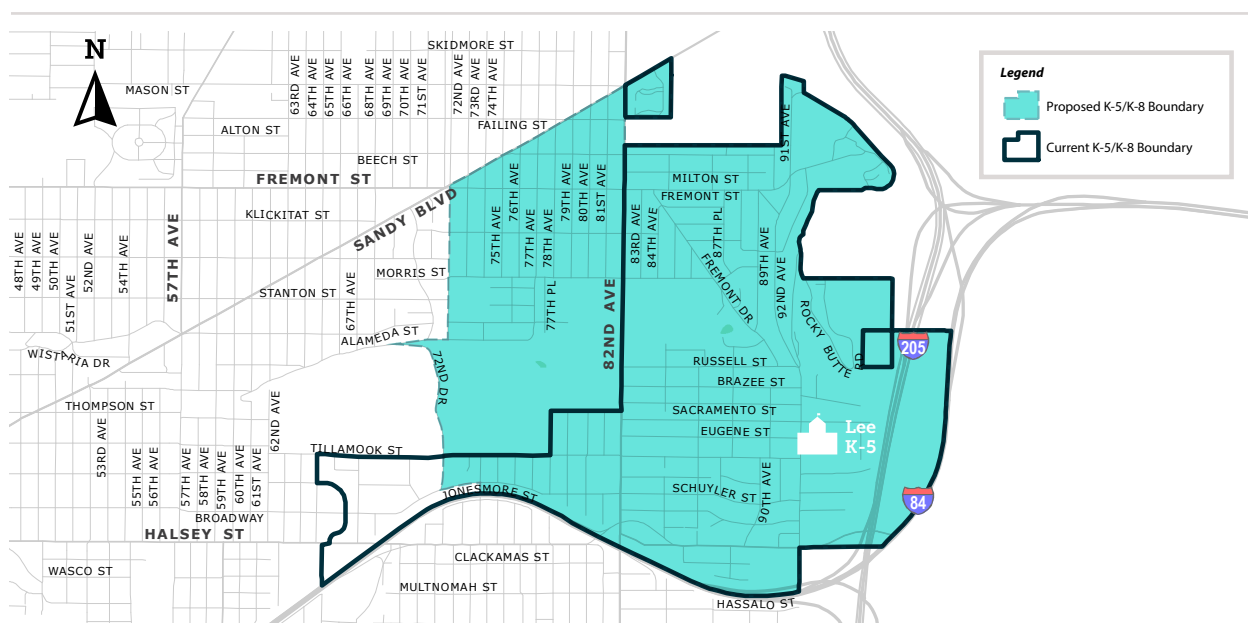 N
SKIDMORE ST
MASON ST
63RD AVE
64TH AVE
65TH AVE
66TH AVE
68TH AVE
69TH AVE
70TH AVE
71ST AVE
72ND AVE
73RD AVE
74TH AVE
Legend
Proposed K-5/K-8 Boundary
Current K-5/K-8 Boundary
ALTON ST
FAILING ST
91ST AVE
BEECH ST
FREMONT ST
MILTON ST
FREMONT ST
SANDY BLVD
KLICKITAT ST
57TH AVE
48TH AVE
49TH AVE
50TH AVE
51ST AVE
52ND AVE
54TH AVE
75TH AVE
76TH AVE
77TH AVE
78TH AVE
79TH AVE
80TH AVE
81ST AVE
83RD AVE
84TH AVE
87TH PL
89TH AVE
92ND AVE
FREMONT DR
MORRIS ST
STANTON ST
67TH AVE
77TH PL
82ND AVE
ROCKY BUTTE RD
ALAMEDA ST
205
WISTARIA DR
72ND DR
RUSSELL ST
BRAZEE ST
THOMPSON ST
62ND AVE
SACRAMENTO ST
EUGENE ST
Lee
K-5
TILLAMOOK ST
53RD AVE
55TH AVE
56TH AVE
57TH AVE
58TH AVE
59TH AVE
60TH AVE
61ST AVE
JONESMORE ST
SCHUYLER ST
90TH AVE
84
BROADWAY
HALSEY ST
CLACKAMAS ST
WASCO ST
MULTNOMAH ST
HASSALO ST